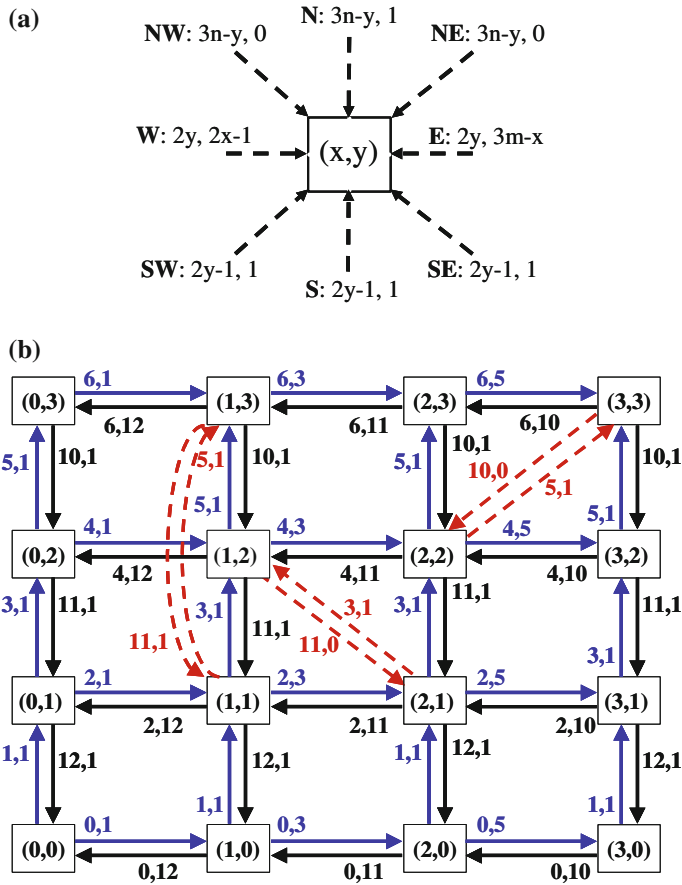 (a)
N: 3n-y, 1
NW: 3n-y, 0
NE: 3n-y, 0
W: 2y, 2x-1
(x,y)
E: 2y, 3m-x
SW: 2y-1, 1
S: 2y-1, 1
SE: 2y-1, 1
(b)
6,1 6,3 6,5
(0,3) (1,3) (2,3) (3,3)
6,12 6,11 6,10
5,1 10,1 5,1 5,1 10,1 5,1 10,1 10,0 5,1 5,1 10,1
4,1 4,3 4,5
(0,2) (1,2) (2,2) (3,2)
4,12 4,11 4,10
3,1 11,1 11,1 3,1 11,1 11,0 3,1 3,1 11,1 3,1 11,1
2,1 2,3 2,5
(0,1) (1,1) (2,1) (3,1)
2,12 2,11 2,10
1,1 12,1 1,1 12,1 1,1 12,1 1,1 12,1
0,1 0,3 0,5
(0,0) (1,0) (2,0) (3,0)
0,12 0,11 0,10